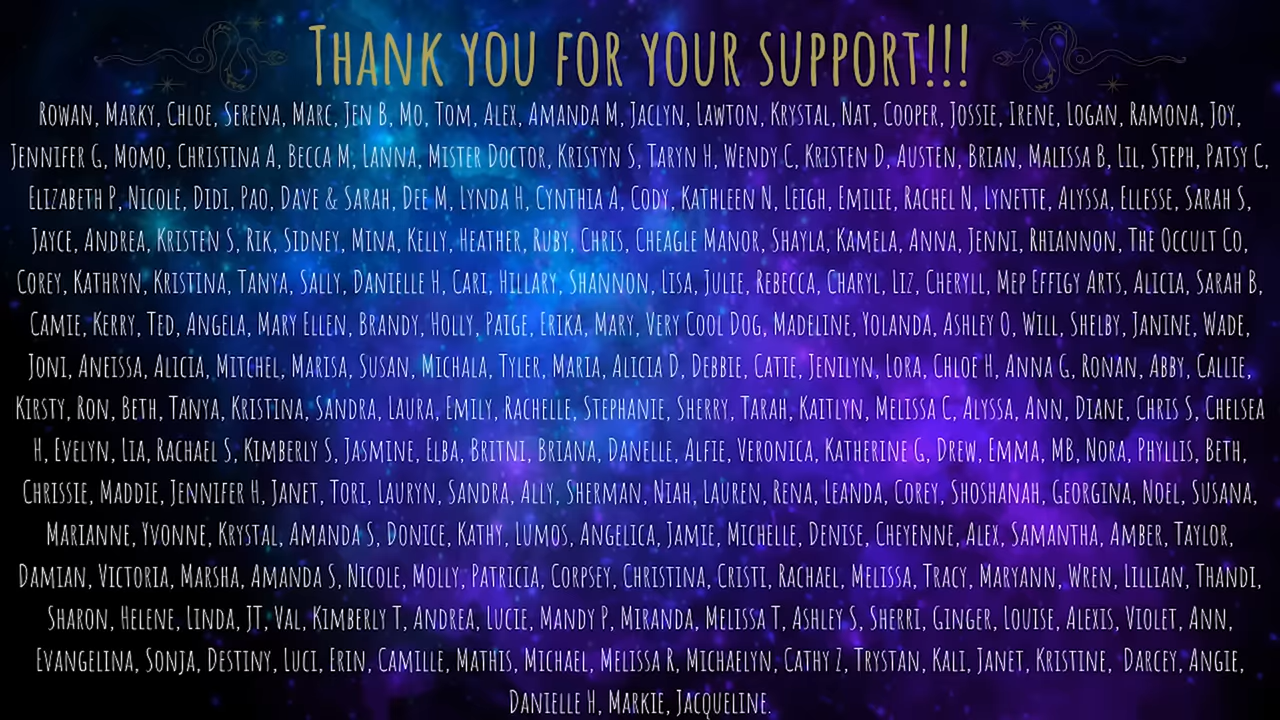 Thank you for your support!!!
Rowan, Marky, Chloe, Serena, Marc, Jen B, Mo, Tom, Alex, Amanda M, Jaclyn, Lawton, Krystal, Nat, Cooper, Jossie, Irene, Logan, Ramona, Joy,
Jennifer G, Momo, Christina A, Becca M, Lanna, Mister Doctor, Kristyn S, Taryn H, Wendy C, Kristen D, Austen, Brian, Malissa B, Lil, Steph, Patsy C,
Elizabeth P, Nicole, Didi, Pao, Dave & Sarah, Dee M, Lynda H, Cynthia A, Cody, Kathleen N, Leigh, Emilie, Rachel N, Lynette, Alyssa, Ellesse, Sarah S,
Jayce, Andrea, Kristen S, Rik, Sidney, Mina, Kelly, Heather, Ruby, Chris, Cheagle Manor, Shayla, Kamela, Anna, Jenni, Rhiannon, The Occult Co,
Corey, Kathryn, Kristina, Tanya, Sally, Danielle H, Cari, Hillary, Shannon, Lisa, Julie, Rebecca, Charyl, Liz, Cheryll, Mep Effigy Arts, Alicia, Sarah B,
Camie, Kerry, Ted, Angela, Mary Ellen, Brandy, Holly, Paige, Erika, Mary, Very Cool Dog, Madeline, Yolanda, Ashley O, Will, Shelby, Janine, Wade,
Joni, Aneissa, Alicia, Mitchel, Marisa, Susan, Michala, Tyler, Maria, Alicia D, Debbie, Catie, Jenilyn, Lora, Chloe H, Anna G, Ronan, Abby, Callie,
Kirsty, Ron, Beth, Tanya, Kristina, Sandra, Laura, Emily, Rachelle, Stephanie, Sherry, Tarah, Kaitlyn, Melissa C, Alyssa, Ann, Diane, Chris S, Chelsea
H, Evelyn, Lia, Rachael S, Kimberly S, Jasmine, Elba, Britni, Briana, Danelle, Alfie, Veronica, Katherine G, Drew, Emma, MB, Nora, Phyllis, Beth,
Chrissie, Maddie, Jennifer H, Janet, Tori, Lauryn, Sandra, Ally, Sherman, Niah, Lauren, Rena, Leanda, Corey, Shoshanah, Georgina, Noel, Susana,
Marianne, Yvonne, Krystal, Amanda S, Donice, Kathy, Lumos, Angelica, Jamie, Michelle, Denise, Cheyenne, Alex, Samantha, Amber, Taylor,
Damian, Victoria, Marsha, Amanda S, Nicole, Molly, Patricia, Corpsey, Christina, Cristi, Rachael, Melissa, Tracy, Maryann, Wren, Lillian, Thandi,
Sharon, Helene, Linda, JT, Val, Kimberly T, Andrea, Lucie, Mandy P, Miranda, Melissa T, Ashley S, Sherri, Ginger, Louise, Alexis, Violet, Ann,
Evangelina, Sonja, Destiny, Luci, Erin, Camille, Mathis, Michael, Melissa R, Michaelyn, Cathy Z, Trystan, Kali, Janet, Kristine, Darcey, Angie,
Danielle H, Markie, Jacqueline.